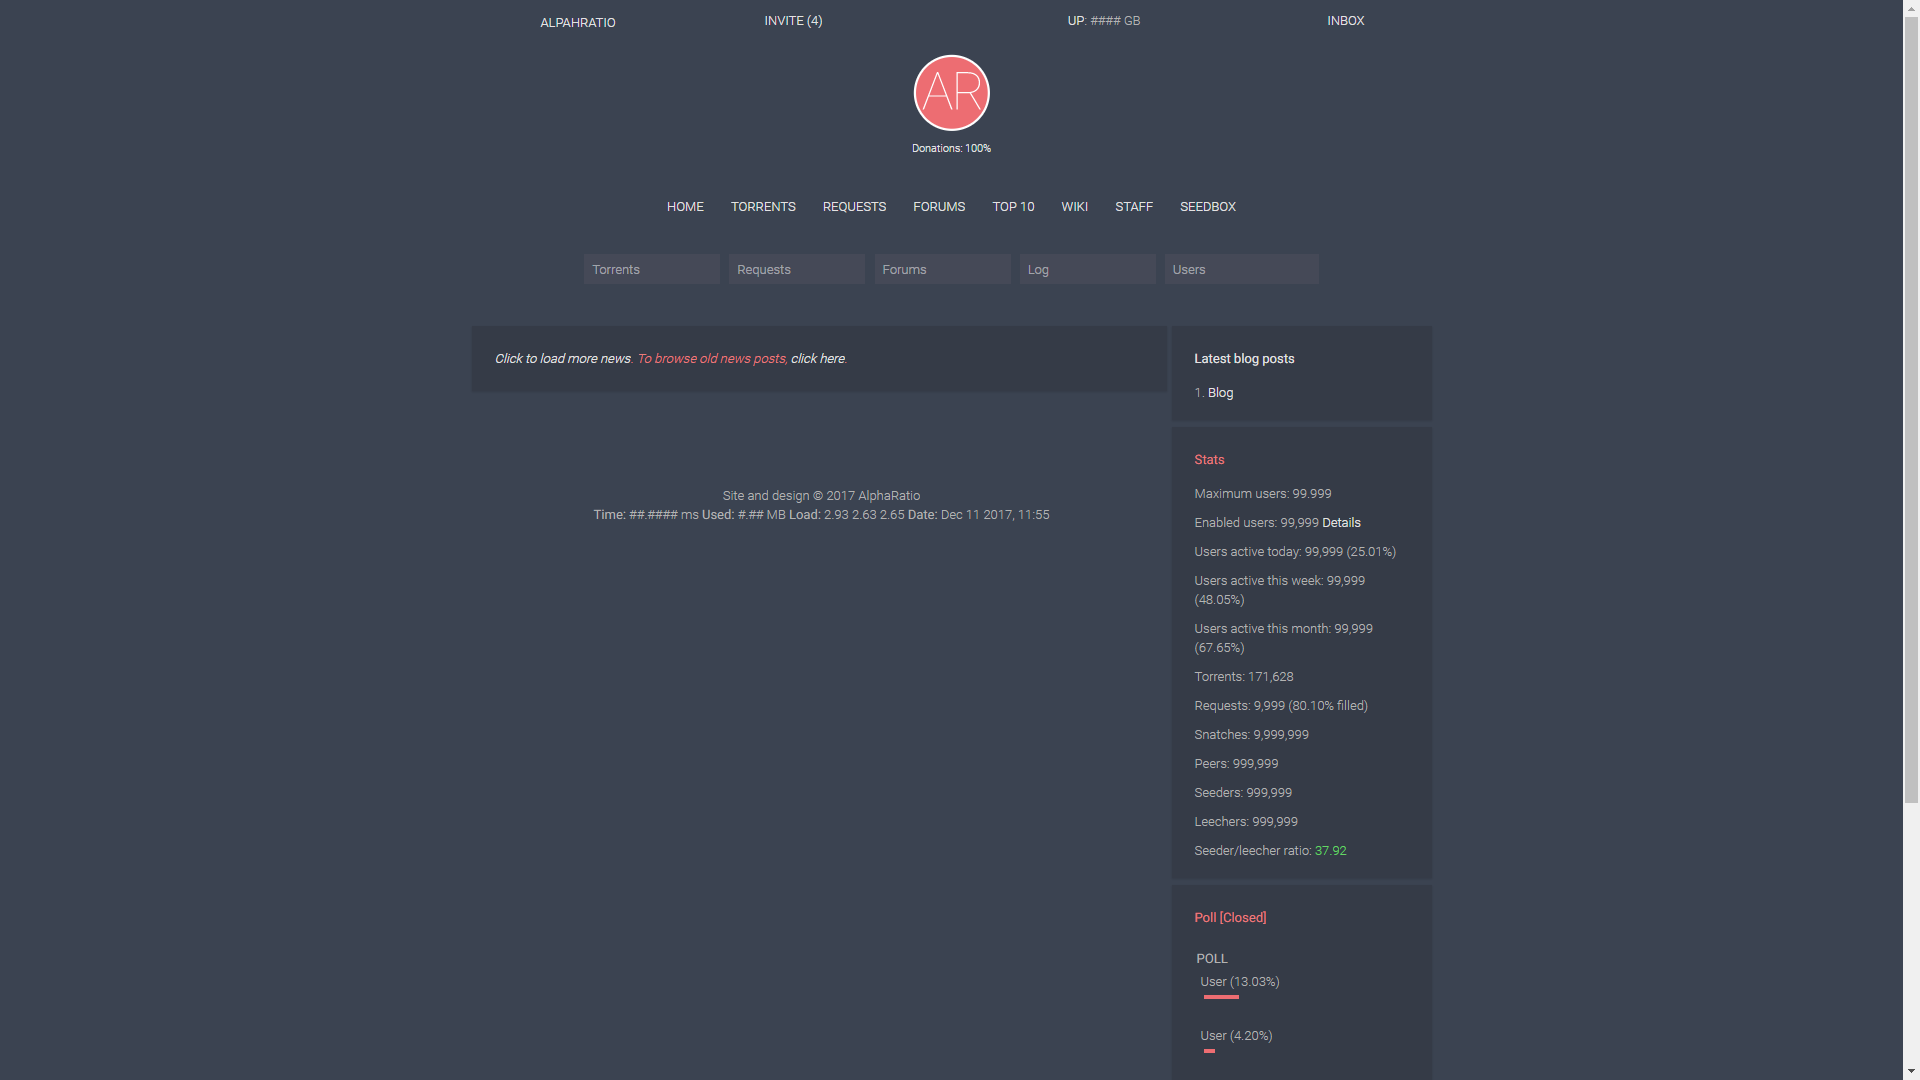 ALPAHRATIO INVITE (4) UP: #### GB INBOX
AR
Donations: 100%
HOME TORRENTS REQUESTS FORUMS TOP 10 WIKI STAFF SEEDBOX
Torrents Requests Forums Log Users
Click to load more news. To browse old news posts, click here.
Site and design © 2017 AlphaRatio
Time: ##.#### ms Used: #.## MB Load: 2.93 2.63 2.65 Date: Dec 11 2017, 11:55
Latest blog posts
1. Blog
Stats
Maximum users: 99.999
Enabled users: 99,999 Details
Users active today: 99,999 (25.01%)
Users active this week: 99,999
(48.05%)
Users active this month: 99,999
(67.65%)
Torrents: 171,628
Requests: 9,999 (80.10% filled)
Snatches: 9,999,999
Peers: 999,999
Seeders: 999,999
Leechers: 999,999
Seeder/leecher ratio: 37.92
Poll [Closed]
POLL
User (13.03%)
User (4.20%)